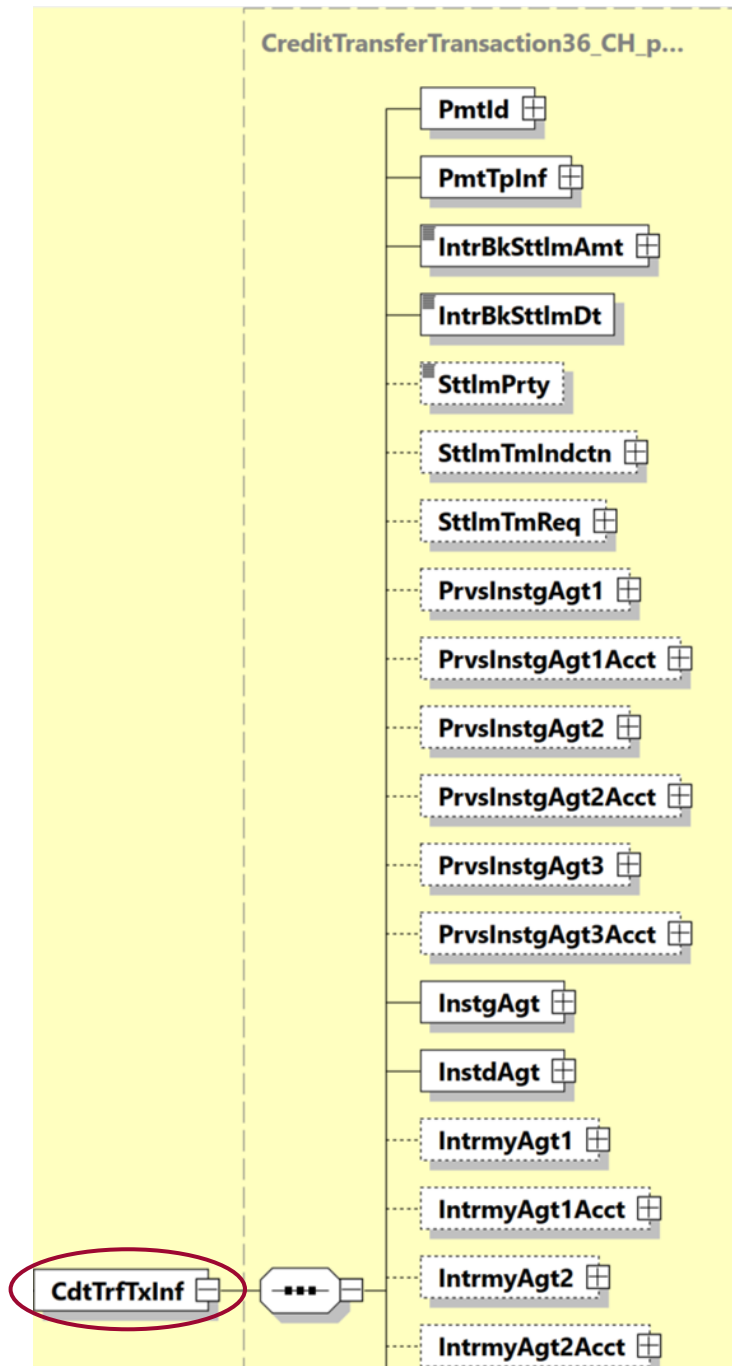 CreditTransferTransaction36_CH_p...
PmtId
PmtTpInf
IntrBkSttlmAmt
IntrBkSttlmDt
SttlmPrty
SttlmTmIndctn
SttlmTmReq
PrvsInstgAgt1
PrvsInstgAgt1Acct
PrvsInstgAgt2
PrvsInstgAgt2Acct
PrvsInstgAgt3
PrvsInstgAgt3Acct
InstgAgt
InstdAgt
IntrmyAgt1
IntrmyAgt1Acct
CdtTrfTxInf
IntrmyAgt2
IntrmyAgt2Acct